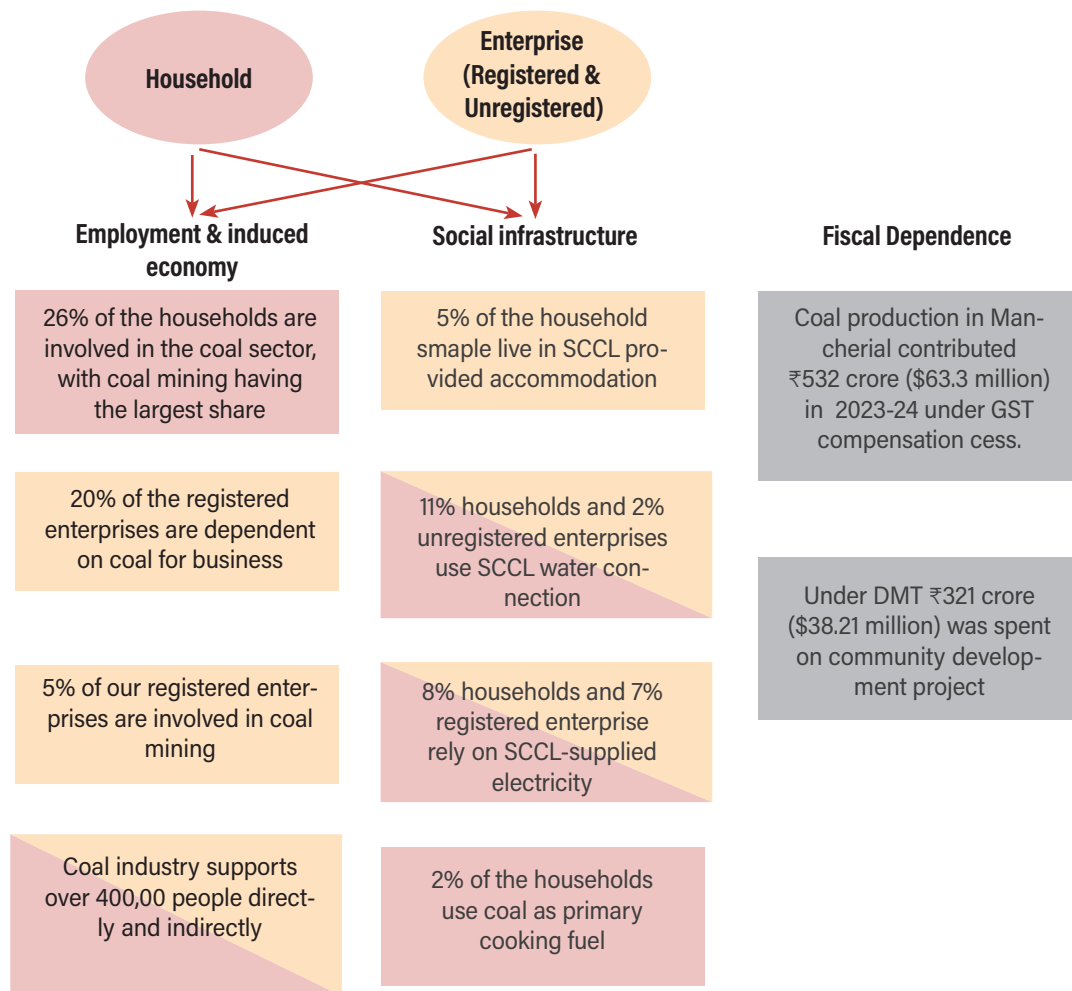 Household
Enterprise
(Registered &
Unregistered)
Employment & induced
economy
26% of the households are
involved in the coal sector,
with coal mining having
the largest share
20% of the registered
enterprises are dependent
on coal for business
5% of our registered enter-
prises are involved in coal
mining
Coal industry supports
over 400,00 people direct-
ly and indirectly
Social infrastructure
5% of the household
smaple live in SCCL pro-
vided accommodation
11% households and 2%
unregistered enterprises
use SCCL water con-
nection
8% households and 7%
registered enterprise
rely on SCCL-supplied
electricity
2% of the households
use coal as primary
cooking fuel
Fiscal Dependence
Coal production in Man-
cherial contributed
₹532 crore ($63.3 million)
in 2023-24 under GST
compensation cess.
Under DMT ₹321 crore
($38.21 million) was spent
on community develop-
ment project